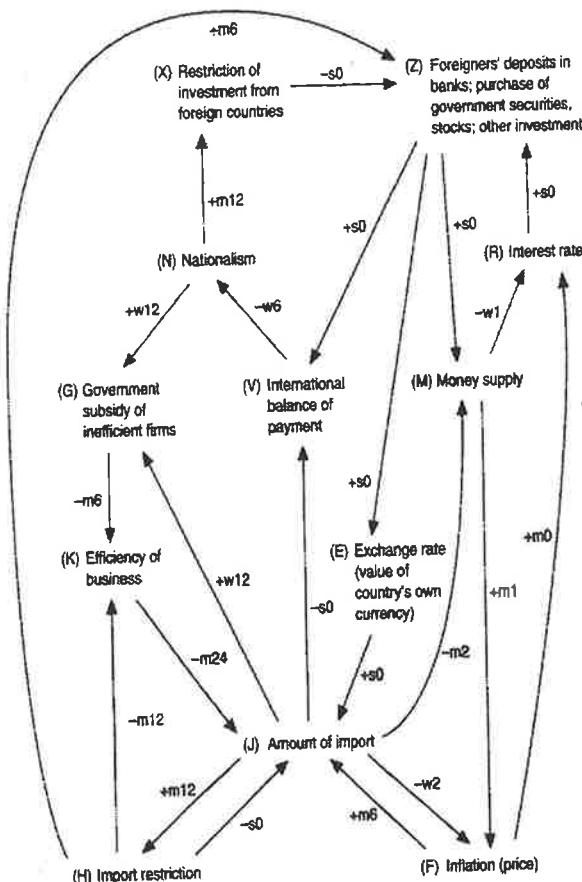 +m6
(X) Restriction of
investment from
foreign countries
−s0
(Z) Foreigners' deposits in
banks; purchase of
government securities,
stocks; other investment
+m12
+s0
+s0
+s0
(N) Nationalism
(R) Interest rate
+w12
−w6
−w1
(G) Government
subsidy of
inefficient firms
(V) International
balance of
payment
(M) Money supply
+s0
−m6
+m0
(K) Efficiency of
business
(E) Exchange rate
(value of
country's own
currency)
+w12
−s0
+m1
−m24
+s0
−m2
−m12
(J) Amount of import
+m12
−s0
+m6
−w2
(H) Import restriction
(F) Inflation (price)